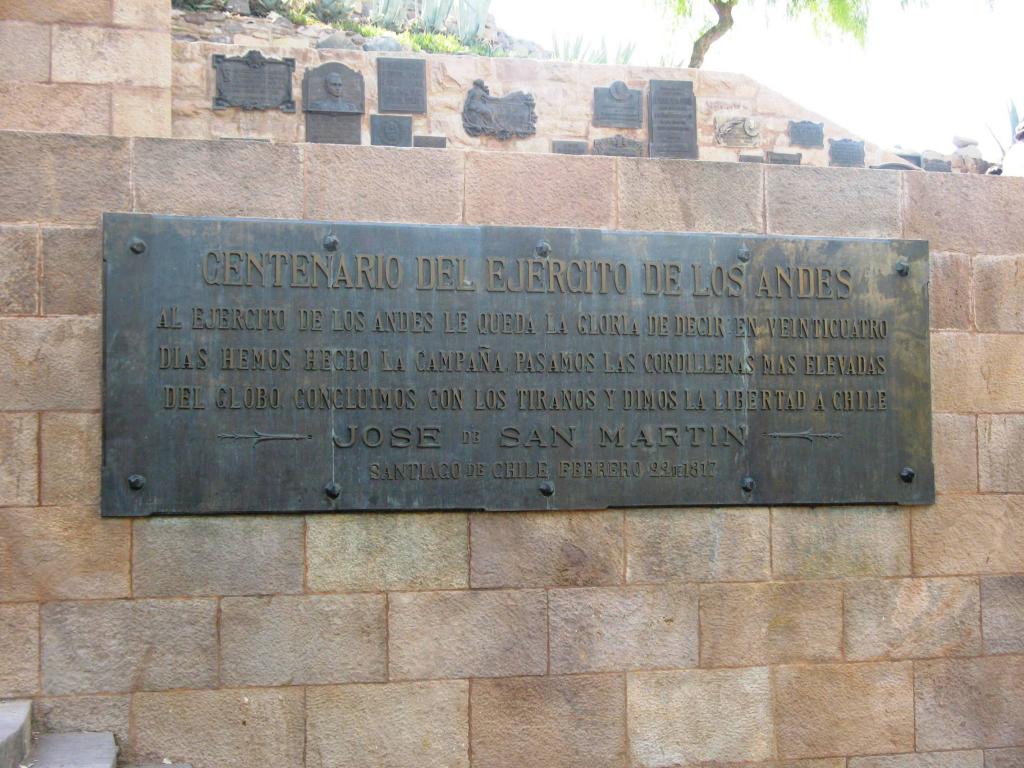 CENTENARIO DEL EJERCITO DE LOS ANDES
AL EJERCITO DE LOS ANDES LE QUEDA LA GLORIA DE DECIR: EN VEINTICUATRO
DIAS HEMOS HECHO LA CAMPAÑA, PASAMOS LAS CORDILLERAS MAS ELEVADAS
DEL GLOBO, CONCLUIMOS CON LOS TIRANOS Y DIMOS LA LIBERTAD A CHILE
JOSE DE SAN MARTIN
SANTIAGO DE CHILE, FEBRERO 22 DE 1817